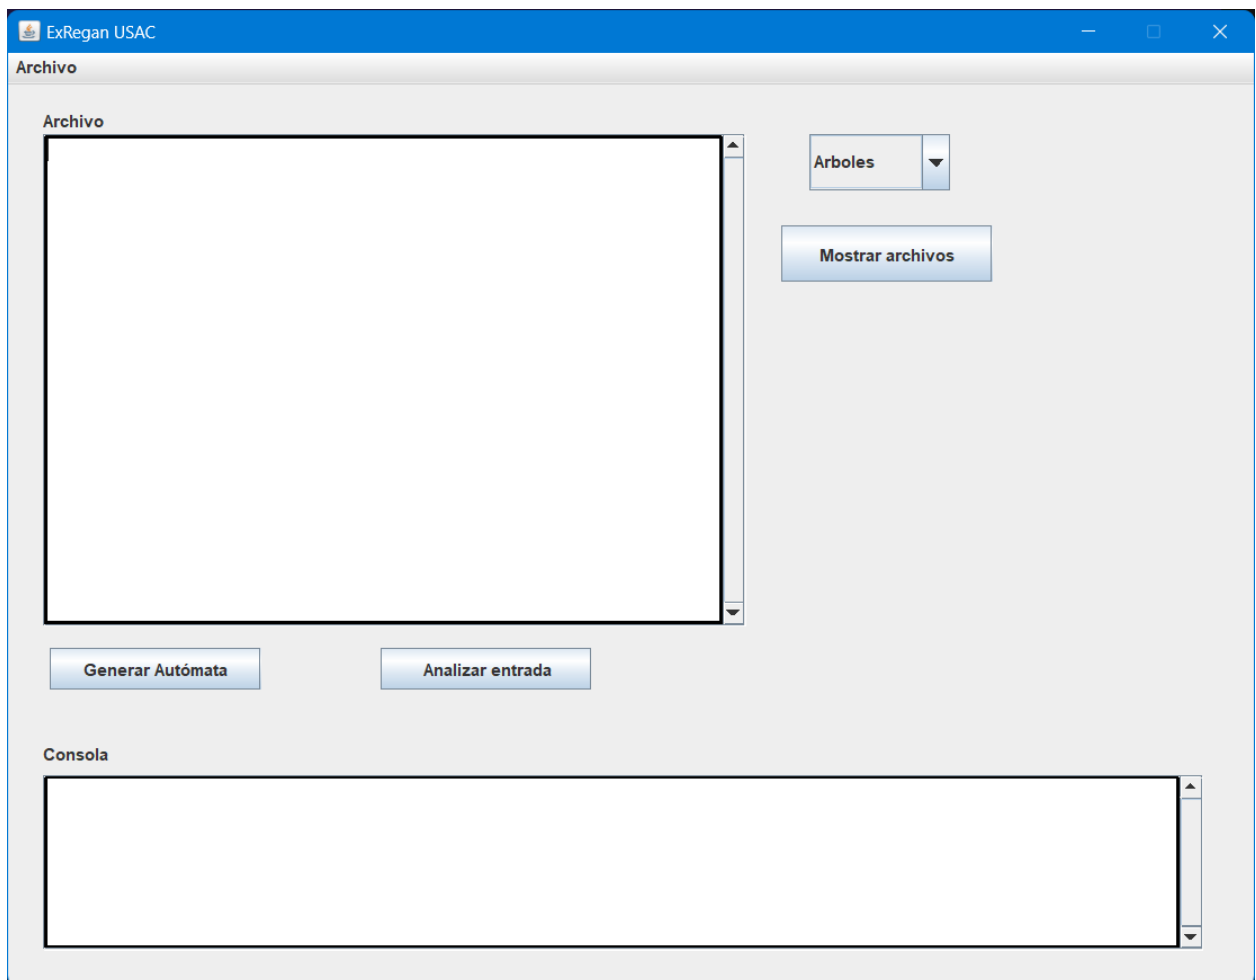 ExRegan USAC
Archivo
Archivo
Arboles
Mostrar archivos
Generar Autómata
Analizar entrada
Consola